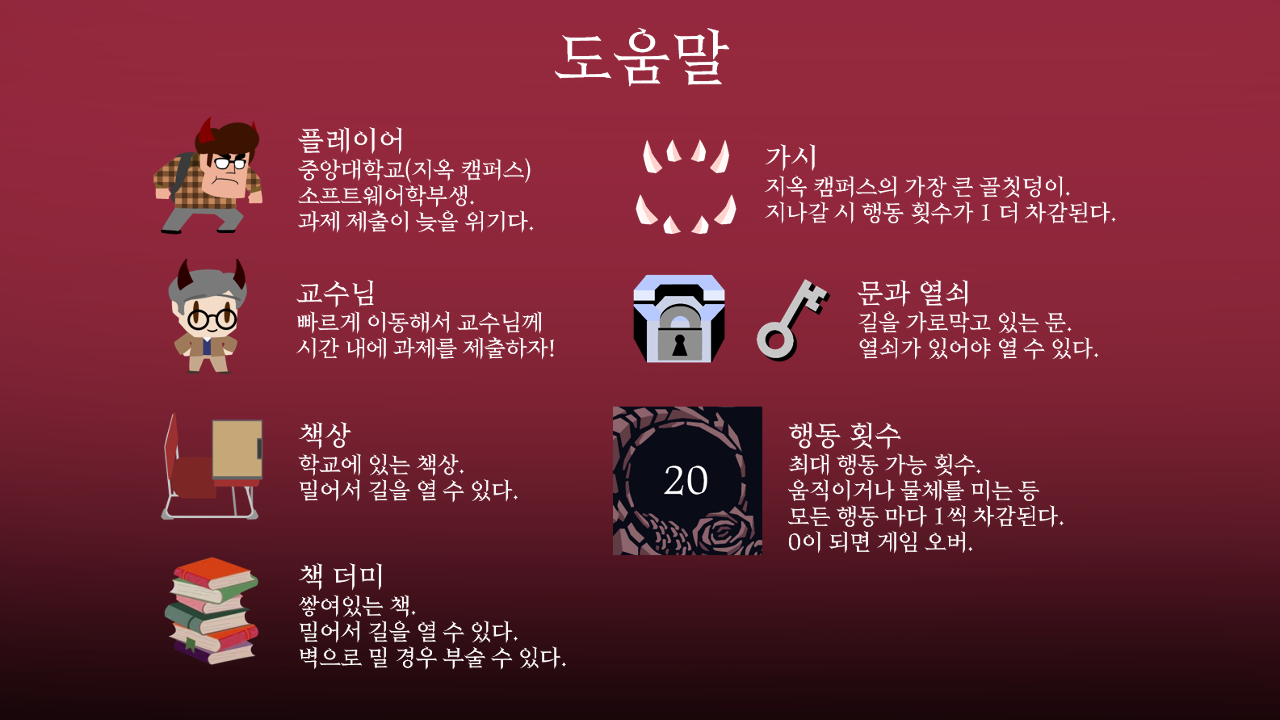 도움말
플레이어
중앙대학교(지옥 캠퍼스)
소프트웨어학부생.
과제 제출이 늦을 위기다.
교수님
빠르게 이동해서 교수님께
시간 내에 과제를 제출하자!
책상
학교에 있는 책상.
밀어서 길을 열 수 있다.
책 더미
쌓여있는 책.
밀어서 길을 열 수 있다.
벽으로 밀 경우 부술 수 있다.
가시
지옥 캠퍼스의 가장 큰 골칫덩이.
지나갈 시 행동 횟수가 1 더 차감된다.
문과 열쇠
길을 가로막고 있는 문.
열쇠가 있어야 열 수 있다.
20
행동 횟수
최대 행동 가능 횟수.
움직이거나 물체를 미는 등
모든 행동 마다 1씩 차감된다.
0이 되면 게임 오버.